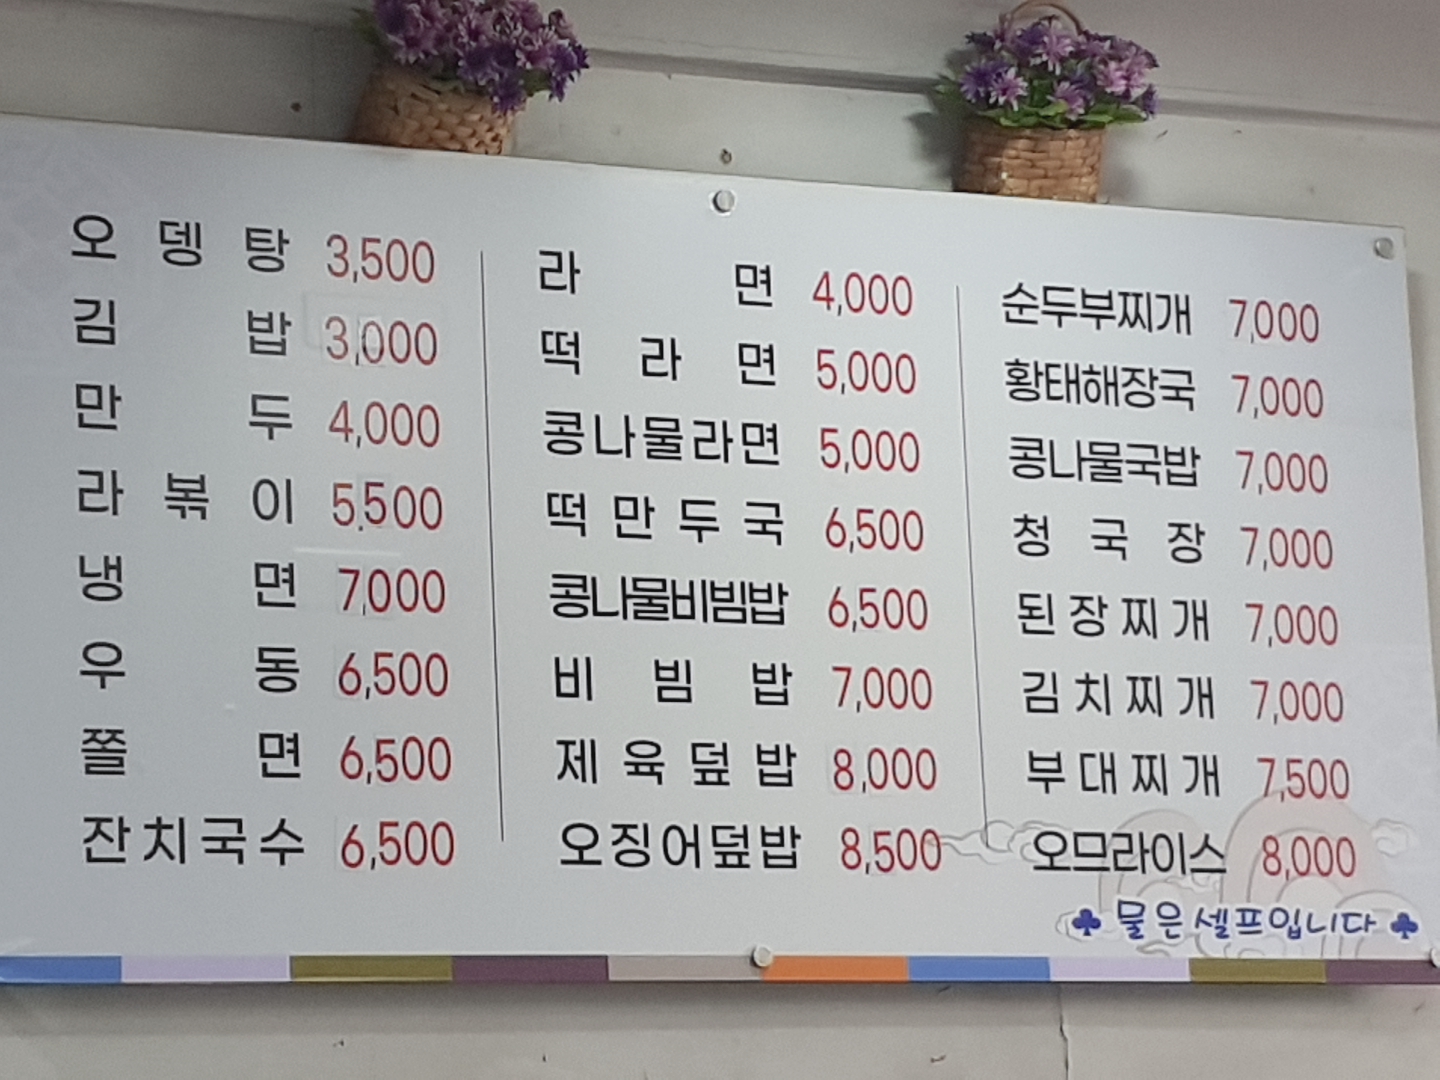 오뎅탕 3,500
김밥 3,000
만두 4,000
라볶이 5,500
냉면 7,000
우동 6,500
쫄면 6,500
잔치국수 6,500
라면 4,000
떡라면 5,000
콩나물라면 5,000
떡만두국 6,500
콩나물비빔밥 6,500
비빔밥 7,000
제육덮밥 8,000
오징어덮밥 8,500
순두부찌개 7,000
황태해장국 7,000
콩나물국밥 7,000
청국장 7,000
된장찌개 7,000
김치찌개 7,000
부대찌개 7,500
오므라이스 8,000
♣ 물은 셀프입니다 ♣